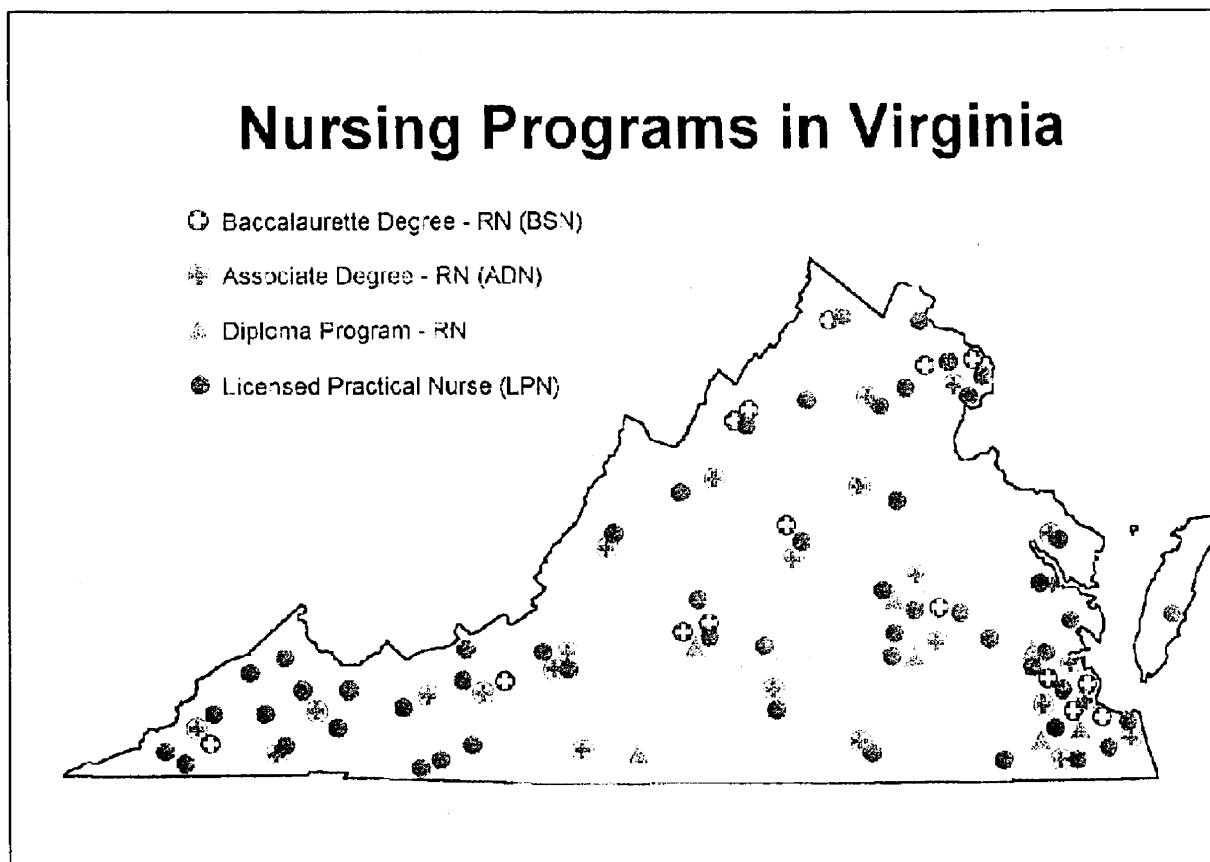 Nursing Programs in Virginia
Baccalaurette Degree - RN (BSN)
Associate Degree - RN (ADN)
Diploma Program - RN
Licensed Practical Nurse (LPN)